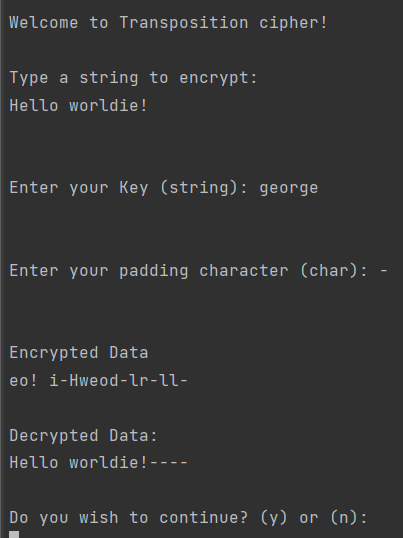 Welcome to Transposition cipher!
Type a string to encrypt:
Hello worldie!
Enter your Key (string): george
Enter your padding character (char): -
Encrypted Data
eo! i-Hweod-lr-ll-
Decrypted Data:
Hello worldie!----
Do you wish to continue? (y) or (n):